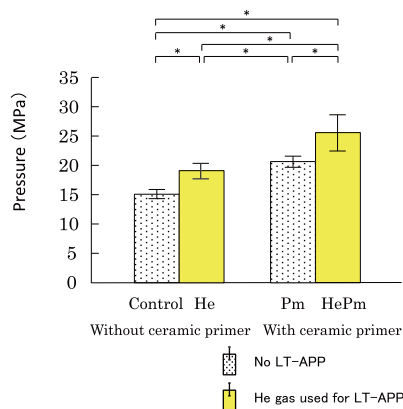 * 
*
*
* * *
35
30
25
20
15
10
5
0
Pressure (MPa)
Control He Pm HePm
Without ceramic primer With ceramic primer
No LT-APP
He gas used for LT-APP